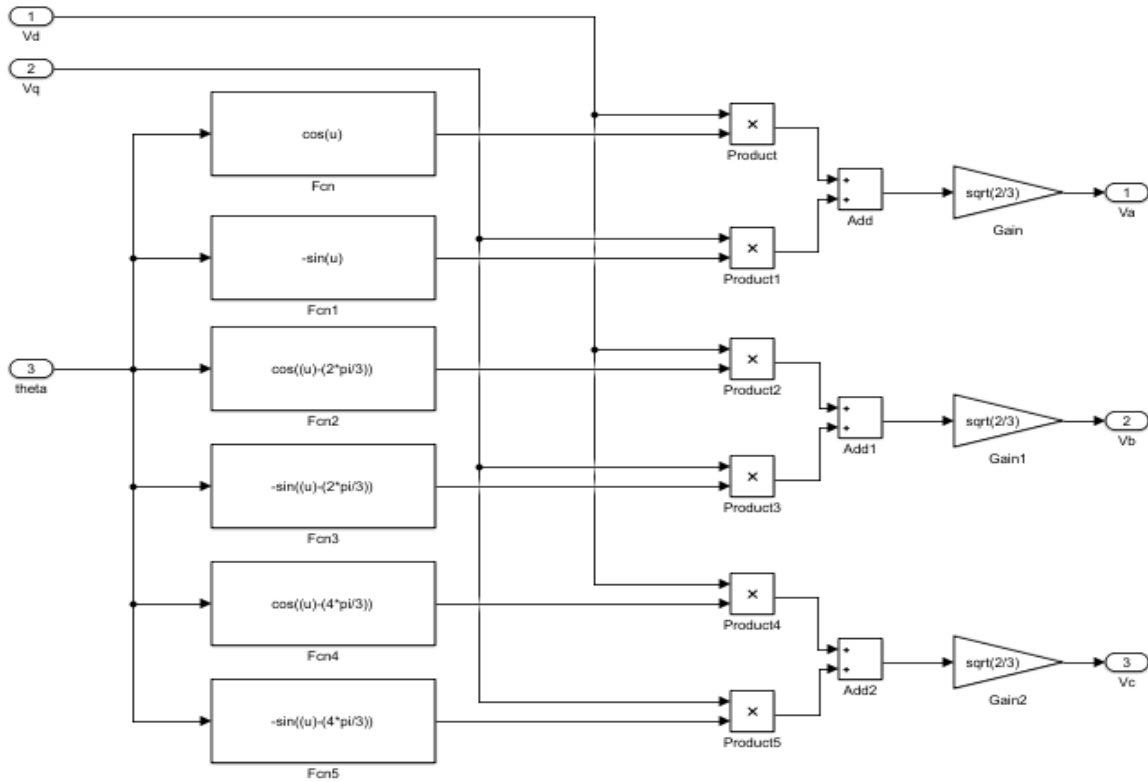 1
Vd
2
Vq
cos(u)
Fcn
×
Product
+
+
Add
sqrt(2/3)
Gain
1
Va
-sin(u)
Fcn1
×
Product1
3
theta
cos((u)-(2*pi/3))
Fcn2
×
Product2
+
+
Add1
sqrt(2/3)
Gain1
2
Vb
-sin((u)-(2*pi/3))
Fcn3
×
Product3
cos((u)-(4*pi/3))
Fcn4
×
Product4
+
+
Add2
sqrt(2/3)
Gain2
3
Vc
-sin((u)-(4*pi/3))
Fcn5
×
Product5